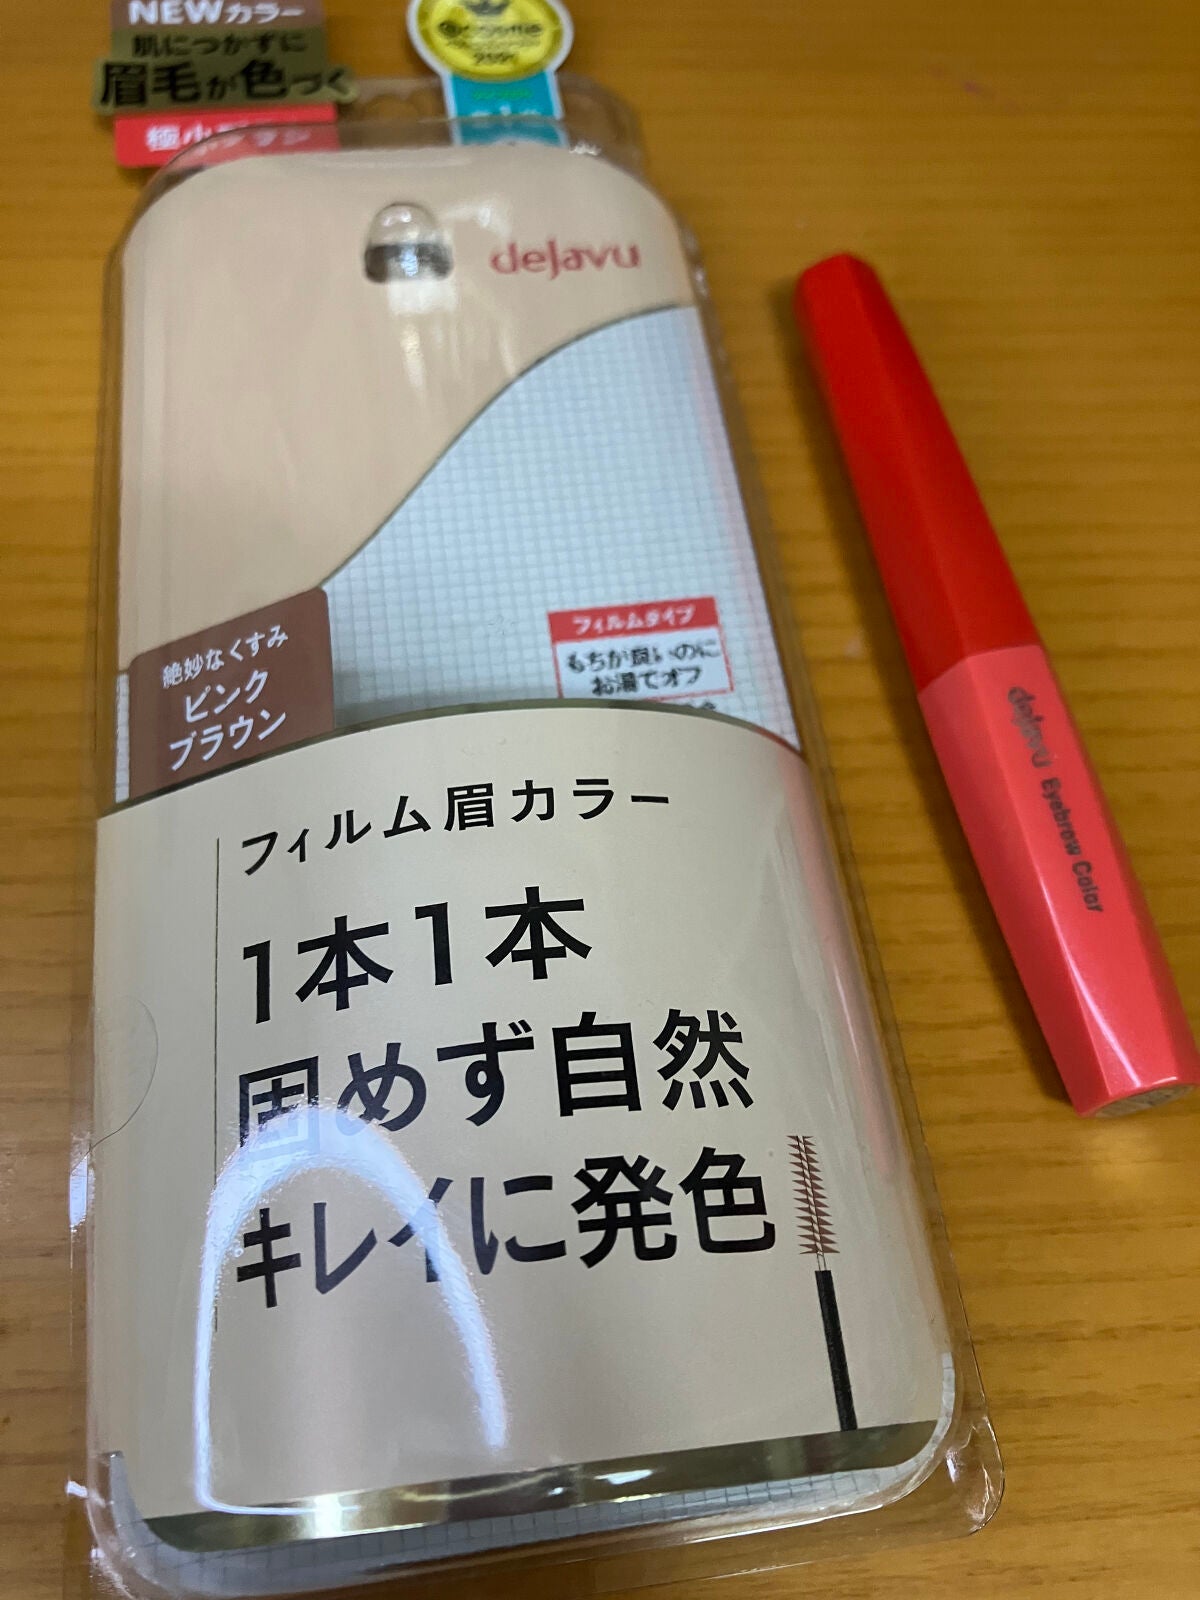 NEWカラー
肌につかずに
眉毛が色づく
@cosme
dejavu
フィルムタイプ
もちが良いのに
お湯でオフ
絶妙なくすみ
ピンク
ブラウン
フィルム眉カラー
1本1本
固めず自然
キレイに発色
dejavu Eyebrow Color